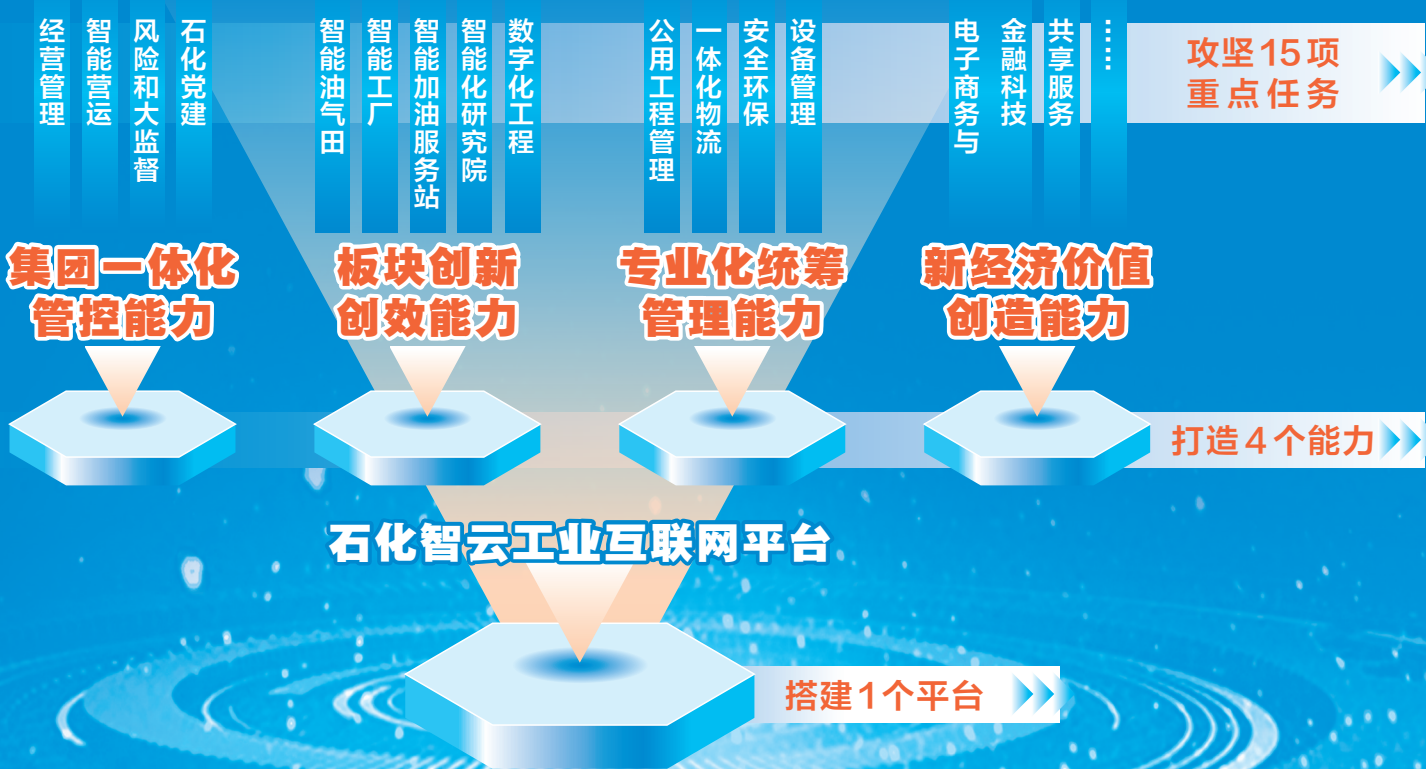 经营管理
智能营运
风险和大监督
石化党建
智能油气田
智能工厂
智能加油服务站
智能化研究院
数字化工程
公用工程管理
一体化物流
安全环保
设备管理
电子商务与
金融科技
共享服务
……
攻坚15项
重点任务
集团一体化
管控能力
板块创新
创效能力
专业化统筹
管理能力
新经济价值
创造能力
打造4个能力
石化智云工业互联网平台
搭建1个平台